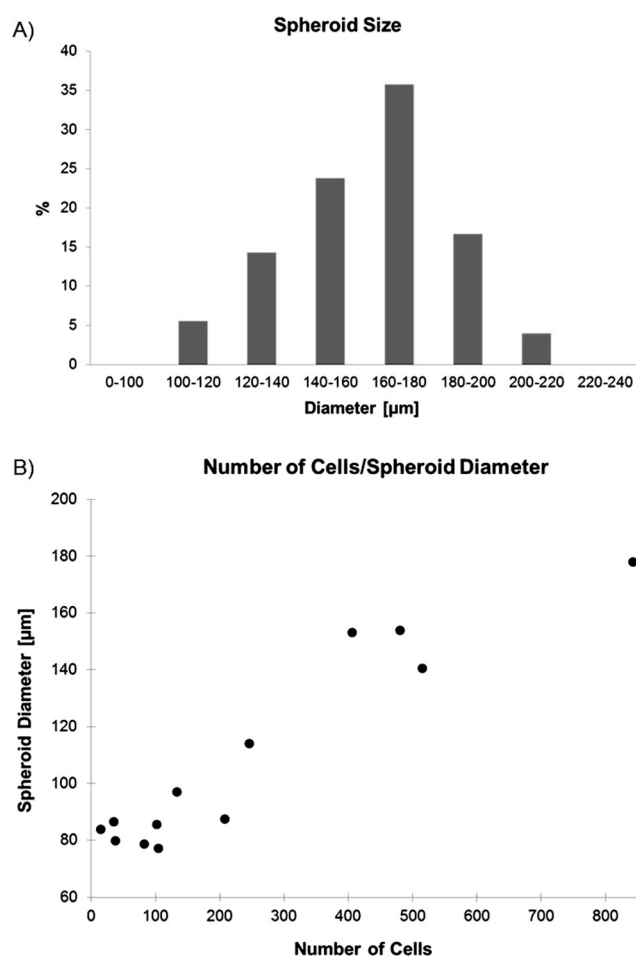 A)
Spheroid Size
40
35
30
25
20
15
10
5
0
%
0-100 100-120 120-140 140-160 160-180 180-200 200-220 220-240
Diameter [µm]
B)
Number of Cells/Spheroid Diameter
200
180
160
140
120
100
80
60
Spheroid Diameter [µm]
0 100 200 300 400 500 600 700 800
Number of Cells